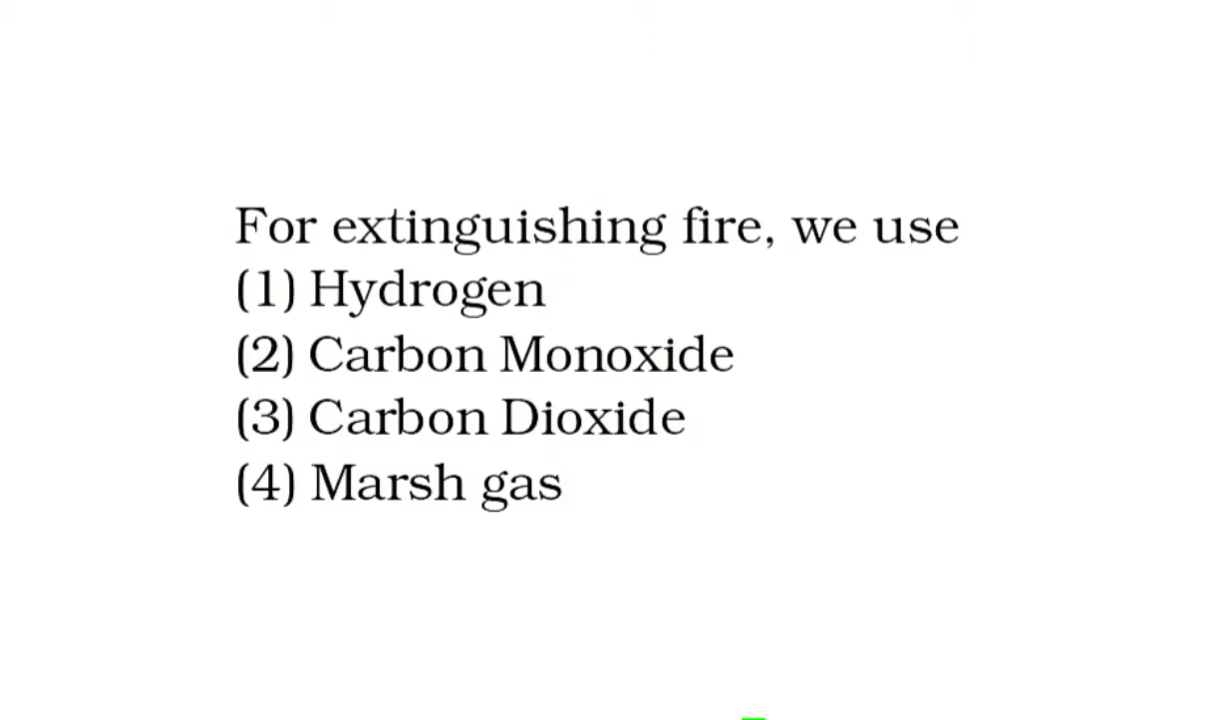 For extinguishing fire, we use
(1) Hydrogen
(2) Carbon Monoxide
(3) Carbon Dioxide
(4) Marsh gas